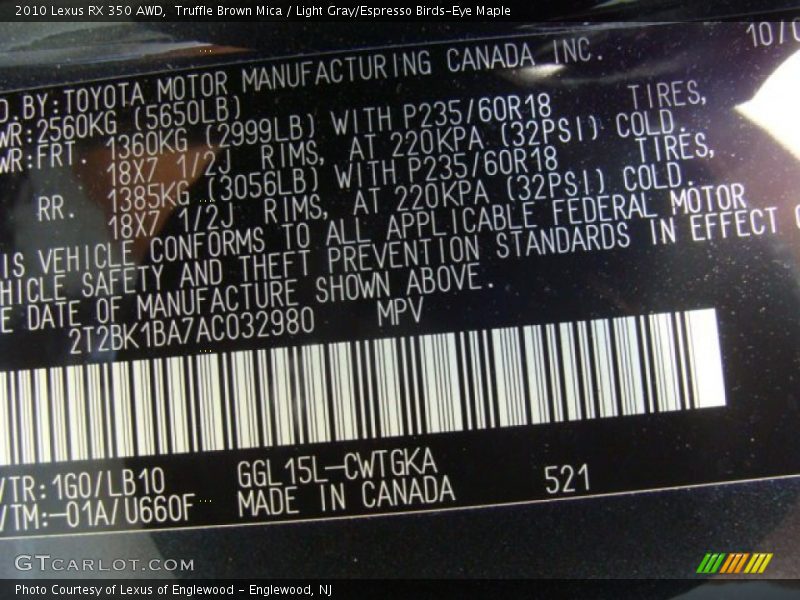 2010 Lexus RX 350 AWD, Truffle Brown Mica / Light Gray/Espresso Birds-Eye Maple
10/0
D.BY:TOYOTA MOTOR MANUFACTURING CANADA INC.
WR:2560KG (5650LB)
WR:FRT. 1360KG (2999LB) WITH P235/60R18 TIRES,
18X7 1/2J RIMS, AT 220KPA (32PSI) COLD.
RR. 1385KG (3056LB) WITH P235/60R18 TIRES,
18X7 1/2J RIMS, AT 220KPA (32PSI) COLD.
IS VEHICLE CONFORMS TO ALL APPLICABLE FEDERAL MOTOR
HICLE SAFETY AND THEFT PREVENTION STANDARDS IN EFFECT O
E DATE OF MANUFACTURE SHOWN ABOVE.
2T2BK1BA7AC032980 MPV
/TR:1G0/LB10 GGL15L-CWTGKA
/TM:-01A/U660F MADE IN CANADA 521
GTCARLOT.COM
Photo Courtesy of Lexus of Englewood - Englewood, NJ